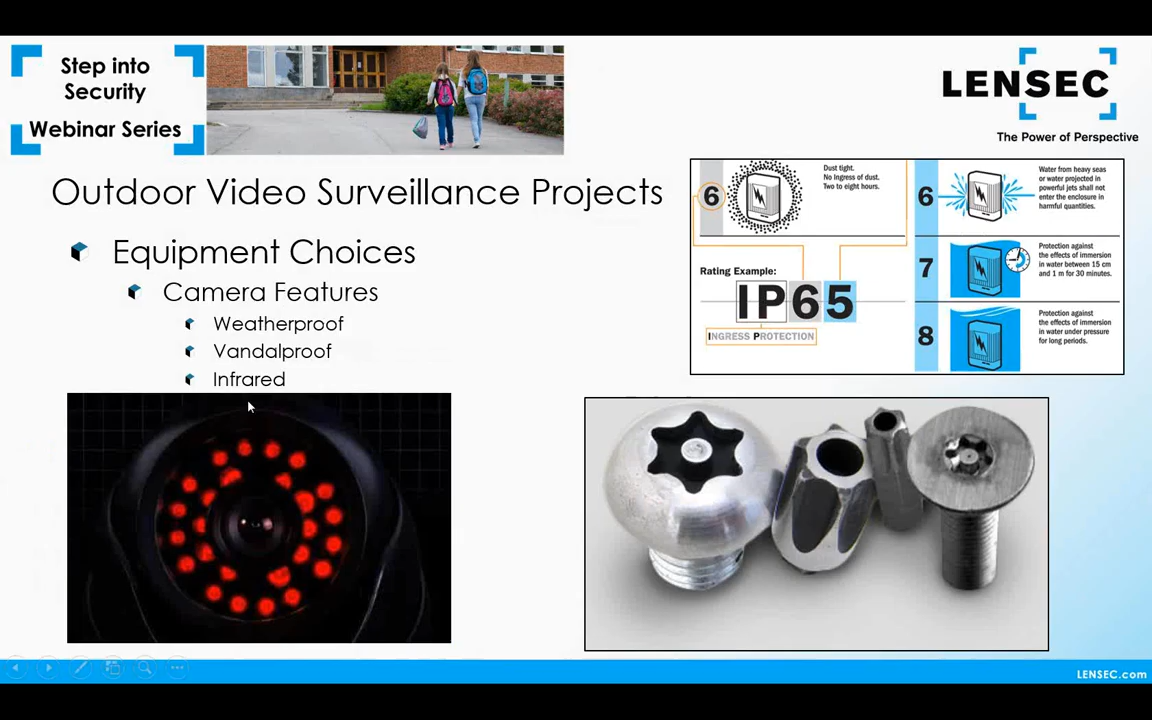 Step into
Security
Webinar Series
LENSEC
The Power of Perspective
Outdoor Video Surveillance Projects
Equipment Choices
Camera Features
Weatherproof
Vandalproof
Infrared
6
Dust tight.
No Ingress of dust.
Two to eight hours.
Rating Example:
IP65
INGRESS PROTECTION
6
Water from heavy seas
or water projected in
powerful jets shall not
enter the enclosure in
harmful quantities.
7
Protection against
the effects of immersion
in water between 15 cm
and 1 m for 30 minutes.
8
Protection against
the effects of immersion
in water under pressure
for long periods.
LENSEC.com